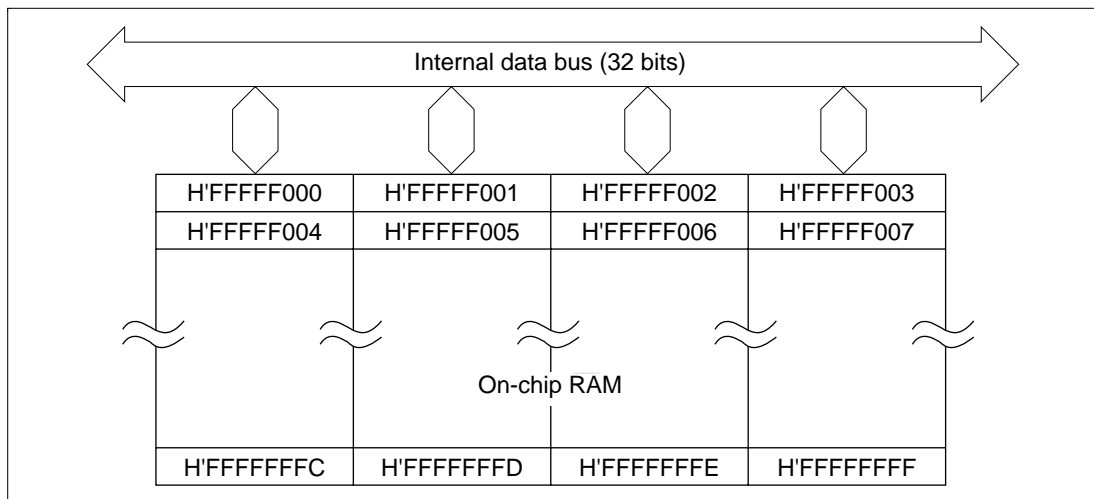 Internal data bus (32 bits)
H'FFFFF000 H'FFFFF001 H'FFFFF002 H'FFFFF003
H'FFFFF004 H'FFFFF005 H'FFFFF006 H'FFFFF007
On-chip RAM
H'FFFFFFFC H'FFFFFFFD H'FFFFFFFE H'FFFFFFFF